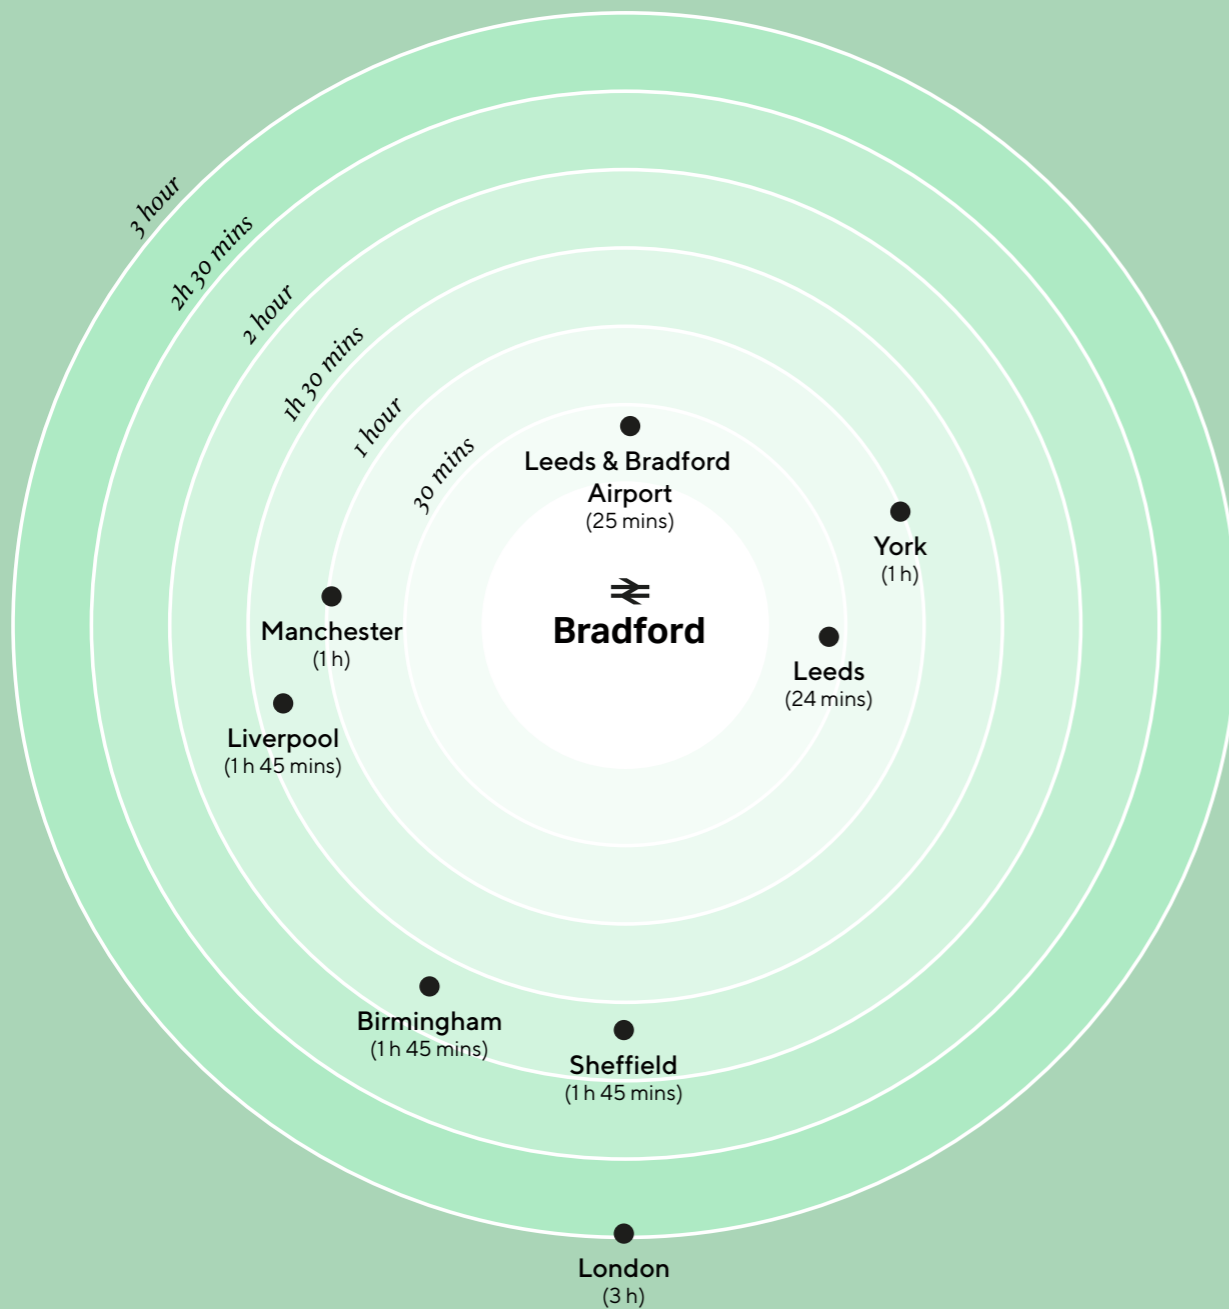 3 hour
2h 30 mins
2 hour
1h 30 mins
1 hour
30 mins
Leeds & Bradford
Airport
(25 mins)
York
(1 h)
Bradford
Manchester
(1 h)
Leeds
(24 mins)
Liverpool
(1 h 45 mins)
Birmingham
(1 h 45 mins)
Sheffield
(1 h 45 mins)
London
(3 h)